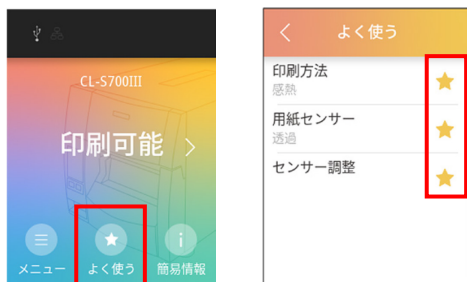 CL-S700III
印刷可能
メニュー
よく使う
簡易情報
よく使う
印刷方法
感熱
用紙センサー
透過
センサー調整